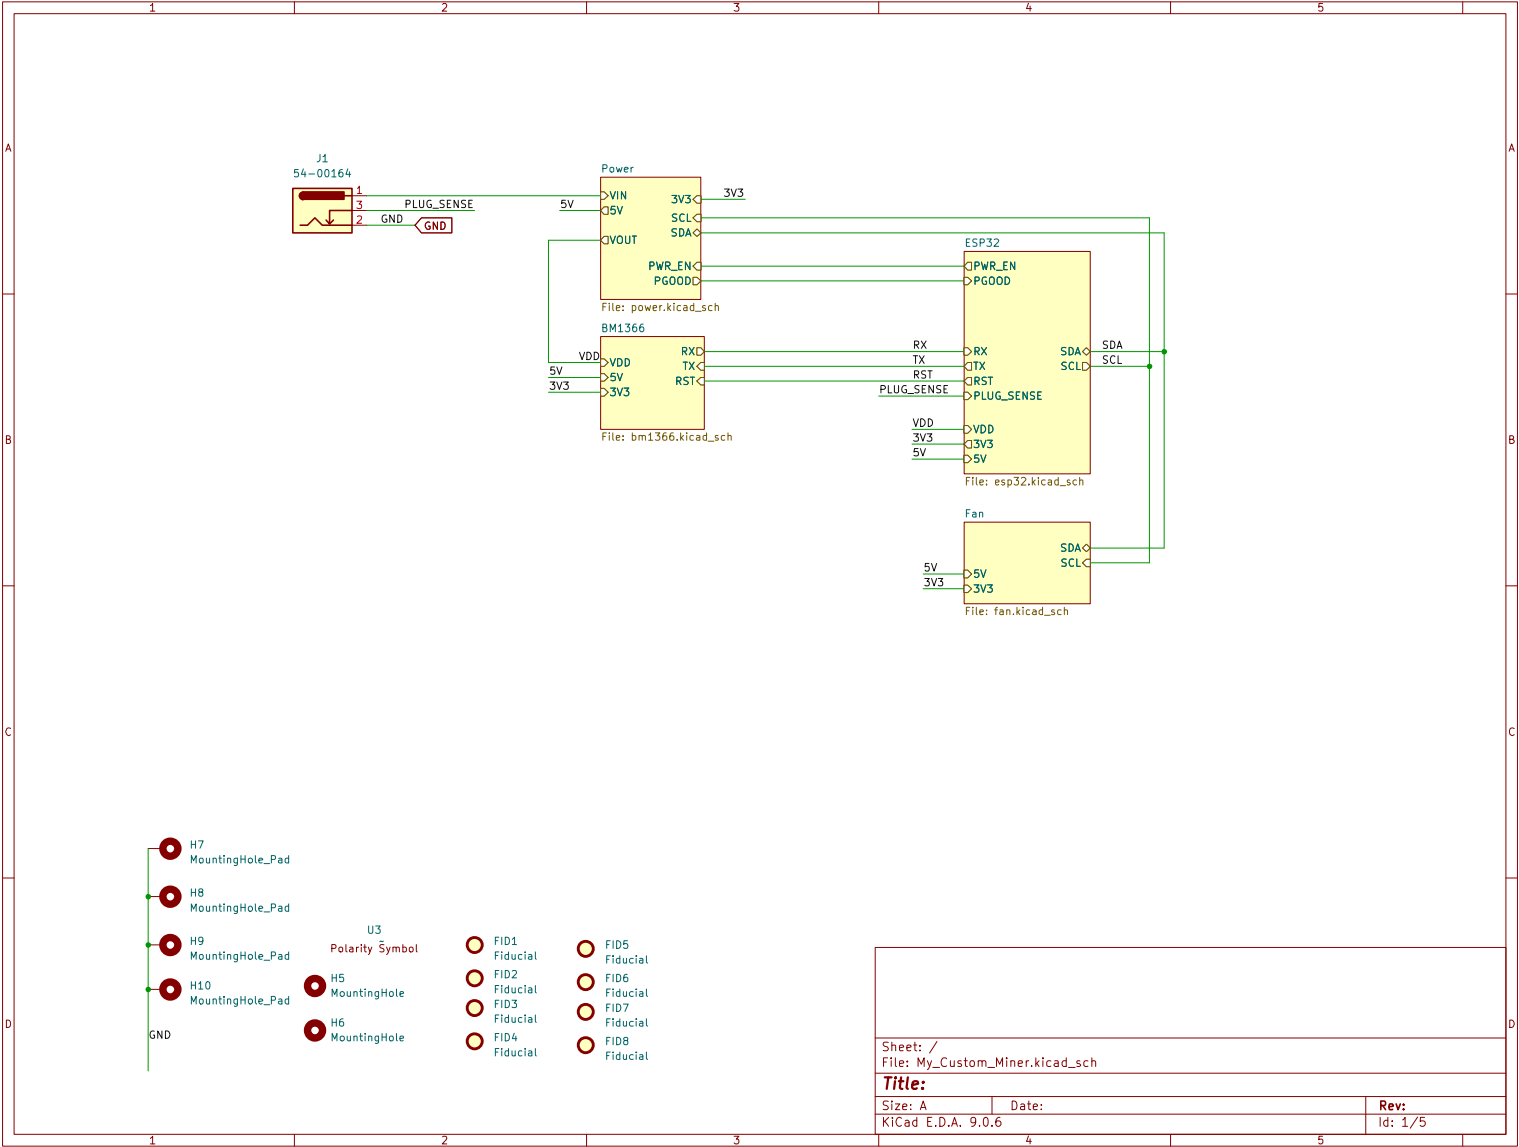 1 2 3 4 5
A A
B B
C C
D D
J1
54-00164
1
3
2
PLUG_SENSE
GND
GND
Power
VIN
5V
5V
VOUT
3V3
3V3
SCL
SDA
PWR_EN
PGOOD
File: power.kicad_sch
BM1366
VDD
VDD
5V
5V
3V3
3V3
RX
TX
RST
File: bm1366.kicad_sch
ESP32
PWR_EN
PGOOD
RX
RX
TX
TX
RST
RST
PLUG_SENSE
PLUG_SENSE
VDD
VDD
3V3
3V3
5V
5V
SDA
SDA
SCL
SCL
File: esp32.kicad_sch
Fan
SDA
SCL
5V
5V
3V3
3V3
File: fan.kicad_sch
H7
MountingHole_Pad
H8
MountingHole_Pad
H9
MountingHole_Pad
H10
MountingHole_Pad
GND
U3
-
Polarity Symbol
H5
MountingHole
H6
MountingHole
FID1
Fiducial
FID2
Fiducial
FID3
Fiducial
FID4
Fiducial
FID5
Fiducial
FID6
Fiducial
FID7
Fiducial
FID8
Fiducial
Sheet: /
File: My_Custom_Miner.kicad_sch
Title:
Size: A Date: Rev:
KiCad E.D.A. 9.0.6 Id: 1/5
1 2 3 4 5